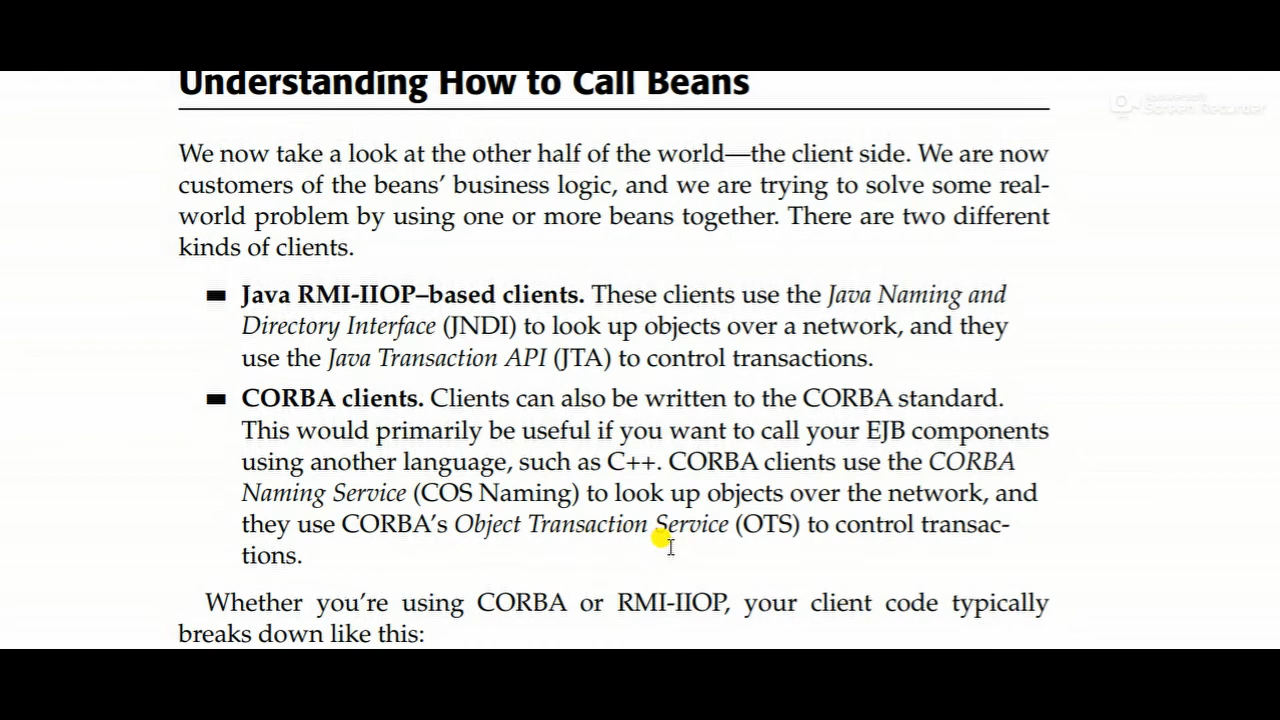 Understanding How to Call Beans
Screen Recorder
We now take a look at the other half of the world—the client side. We are now
customers of the beans’ business logic, and we are trying to solve some real-
world problem by using one or more beans together. There are two different
kinds of clients.
Java RMI-IIOP–based clients. These clients use the Java Naming and
Directory Interface (JNDI) to look up objects over a network, and they
use the Java Transaction API (JTA) to control transactions.
CORBA clients. Clients can also be written to the CORBA standard.
This would primarily be useful if you want to call your EJB components
using another language, such as C++. CORBA clients use the CORBA
Naming Service (COS Naming) to look up objects over the network, and
they use CORBA’s Object Transaction Service (OTS) to control transac-
tions.
Whether you’re using CORBA or RMI-IIOP, your client code typically
breaks down like this: